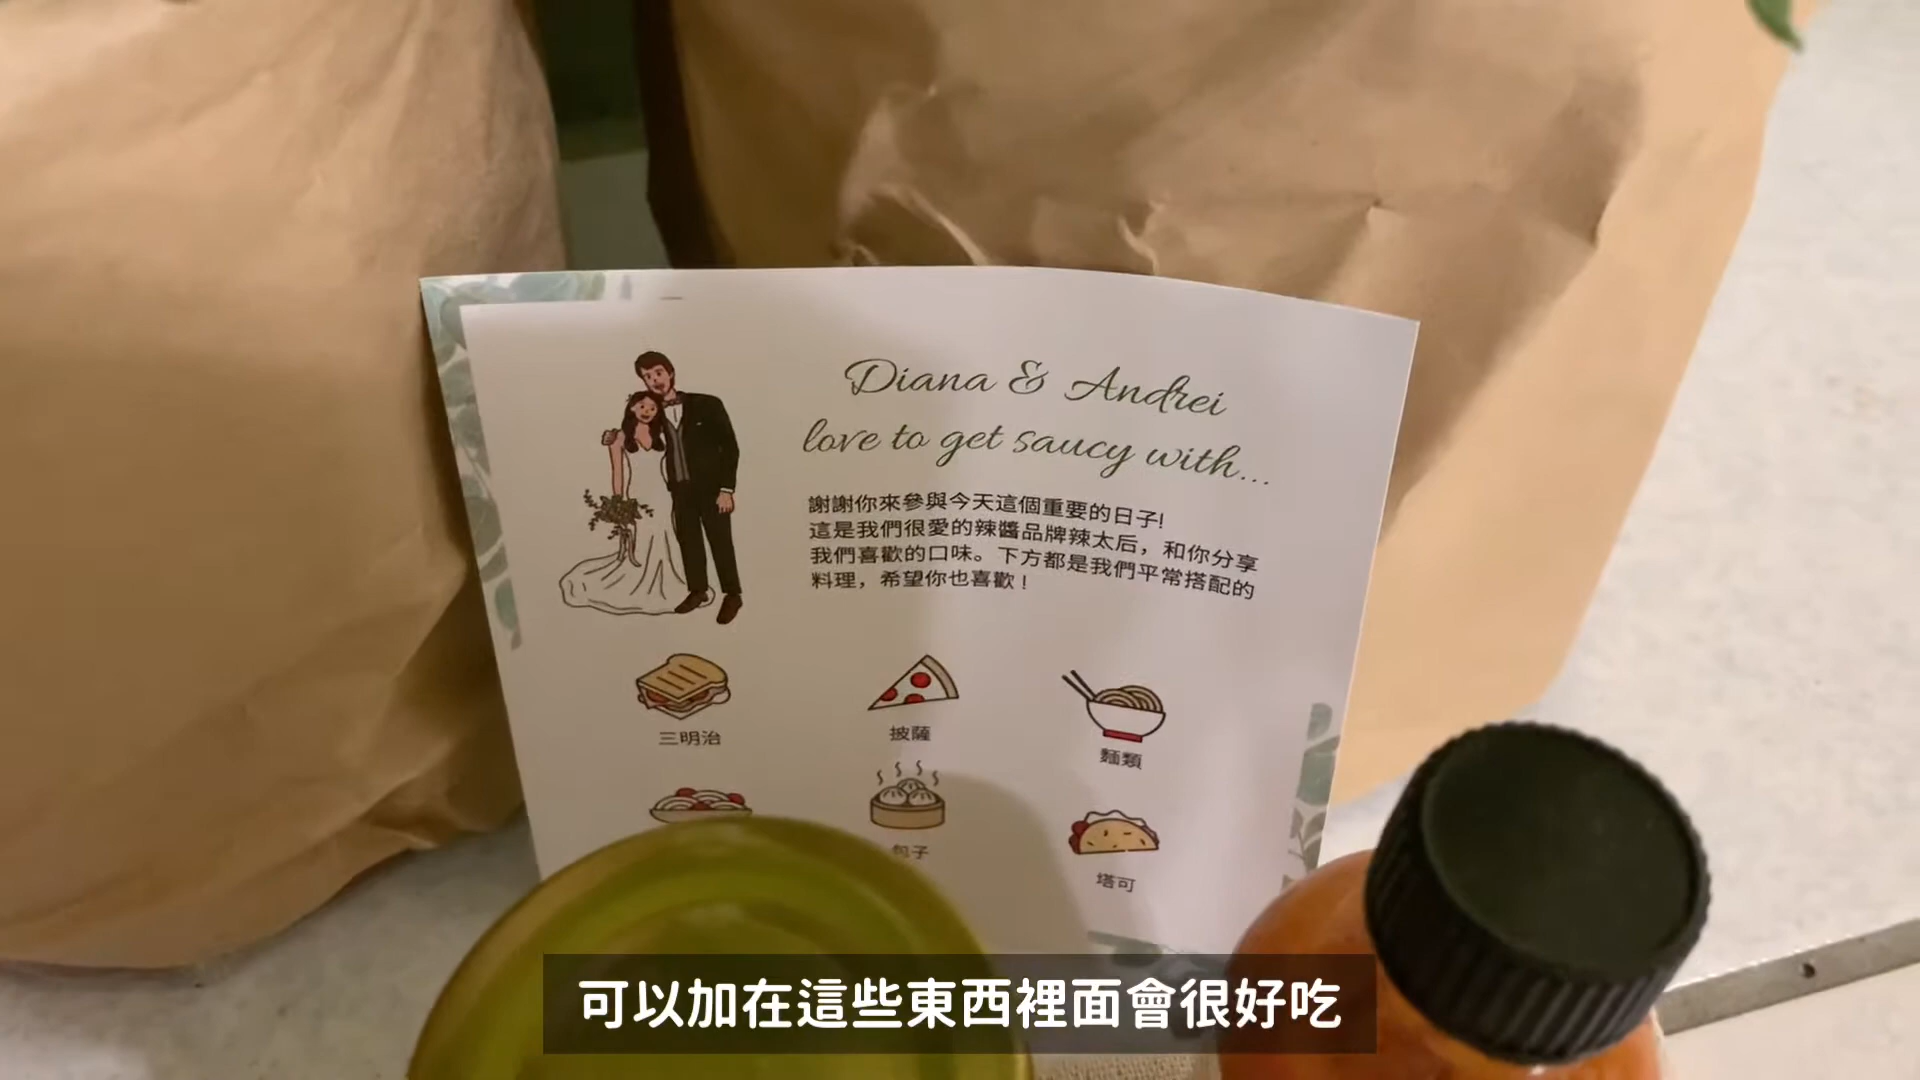 Diana & Andrei
love to get saucy with...
謝謝你來參與今天這個重要的日子!
這是我們很愛的辣醬品牌辣太后，和你分享
我們喜歡的口味。下方都是我們平常搭配的
料理，希望你也喜歡！
三明治
披薩
麵類
包子
塔可
可以加在這些東西裡面會很好吃